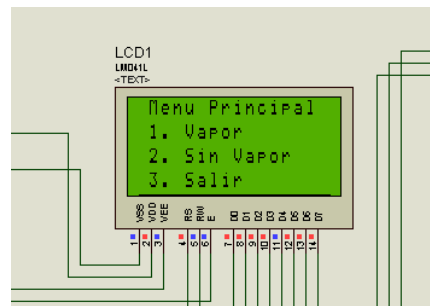 LCD1
LM041L
<TEXT>
Menu Principal
1. Vapor
2. Sin Vapor
3. Salir
VSS VDD VEE RS RW E D0 D1 D2 D3 D4 D5 D6 D7
1 2 3 4 5 6 7 8 9 10 11 12 13 14